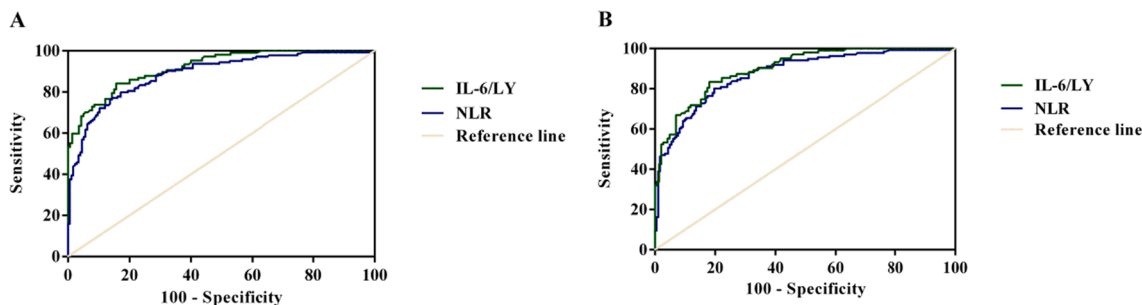 A
100
80
60
40
20
0
Sensitivity
0 20 40 60 80 100
100 - Specificity
IL-6/LY
NLR
Reference line
B
100
80
60
40
20
0
Sensitivity
0 20 40 60 80 100
100 - Specificity
IL-6/LY
NLR
Reference line